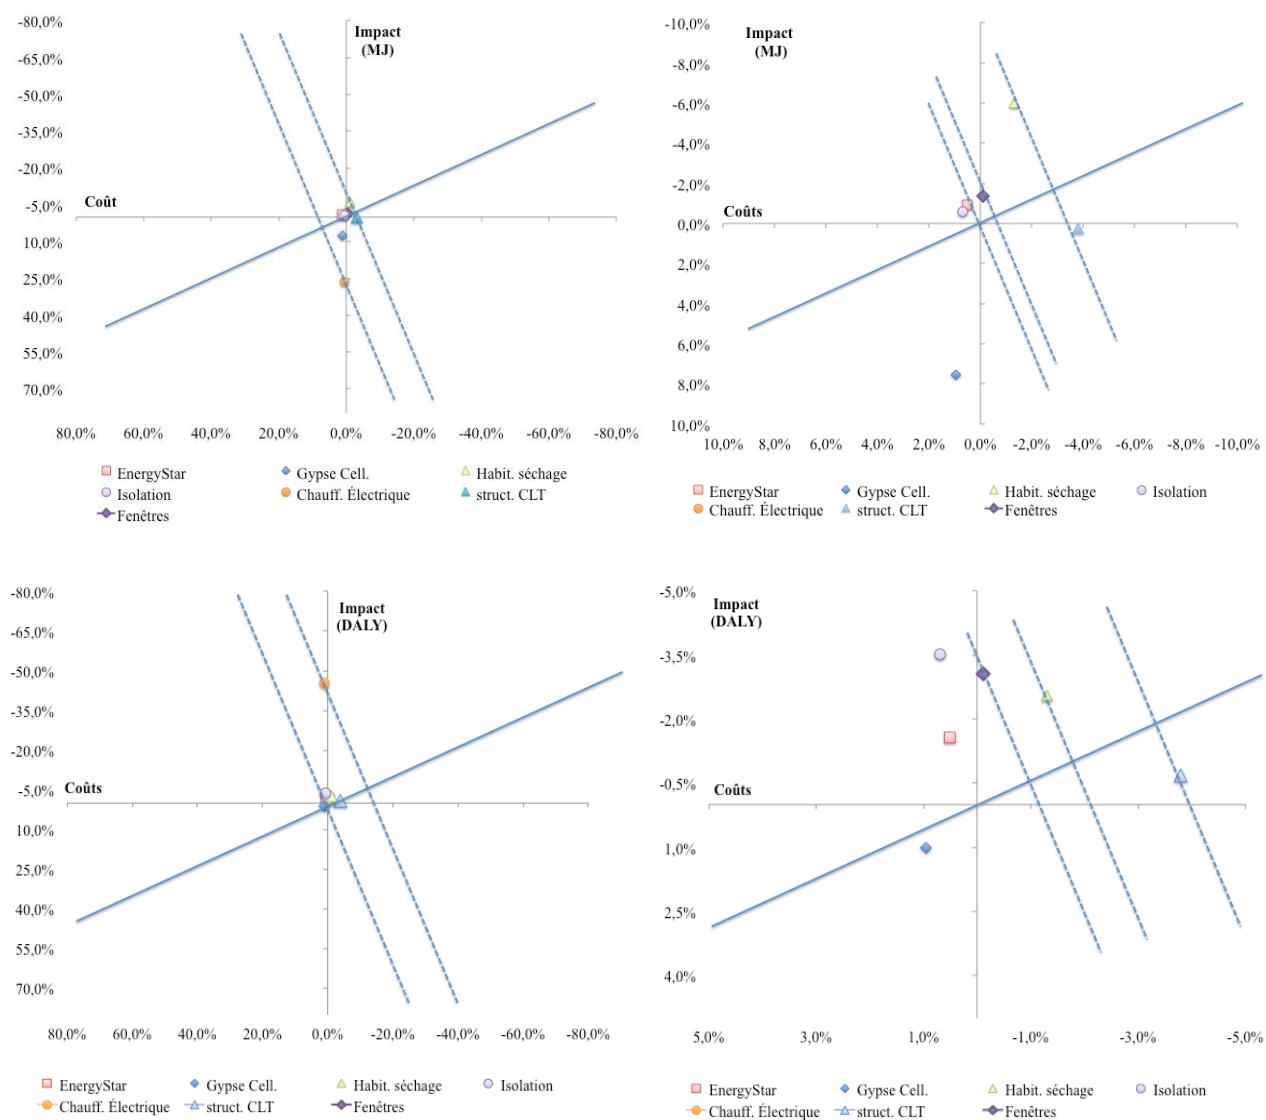 -80,0%
Impact
(MJ)
-65,0%
-50,0%
-35,0%
-20,0%
-5,0%
Coût
10,0%
25,0%
40,0%
55,0%
70,0%
80,0% 60,0% 40,0% 20,0% 0,0% -20,0% -40,0% -60,0% -80,0%
EnergyStar Gypse Cell. Habit. séchage
Isolation Chauff. Électrique struct. CLT
Fenêtres
-10,0%
Impact
(MJ)
-8,0%
-6,0%
-4,0%
-2,0%
Coûts
0,0%
2,0%
4,0%
6,0%
8,0%
10,0%
10,0% 8,0% 6,0% 4,0% 2,0% 0,0% -2,0% -4,0% -6,0% -8,0% -10,0%
EnergyStar Gypse Cell. Habit. séchage Isolation
Chauff. Électrique struct. CLT Fenêtres
-80,0%
Impact
(DALY)
-65,0%
-50,0%
-35,0%
-20,0%
-5,0%
Coûts
10,0%
25,0%
40,0%
55,0%
70,0%
80,0% 60,0% 40,0% 20,0% 0,0% -20,0% -40,0% -60,0% -80,0%
EnergyStar Gypse Cell. Habit. séchage Isolation
Chauff. Électrique struct. CLT Fenêtres
-5,0%
Impact
(DALY)
-3,5%
-2,0%
-0,5%
Coûts
1,0%
2,5%
4,0%
5,0% 3,0% 1,0% -1,0% -3,0% -5,0%
EnergyStar Gypse Cell. Habit. séchage Isolation
Chauff. Électrique struct. CLT Fenêtres